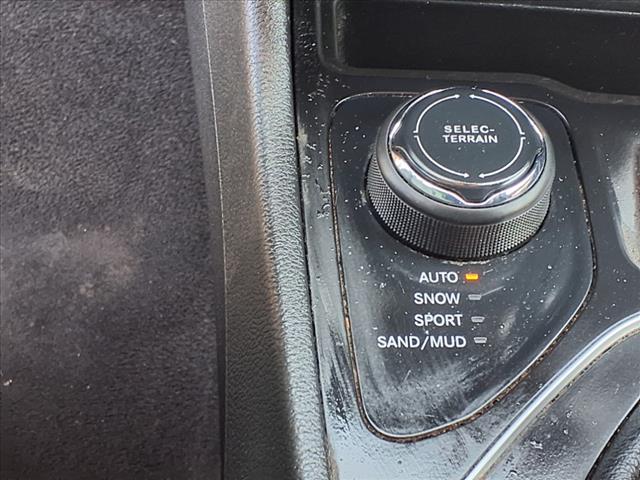 SELEC-
TERRAIN
AUTO
SNOW
SPORT
SAND/MUD